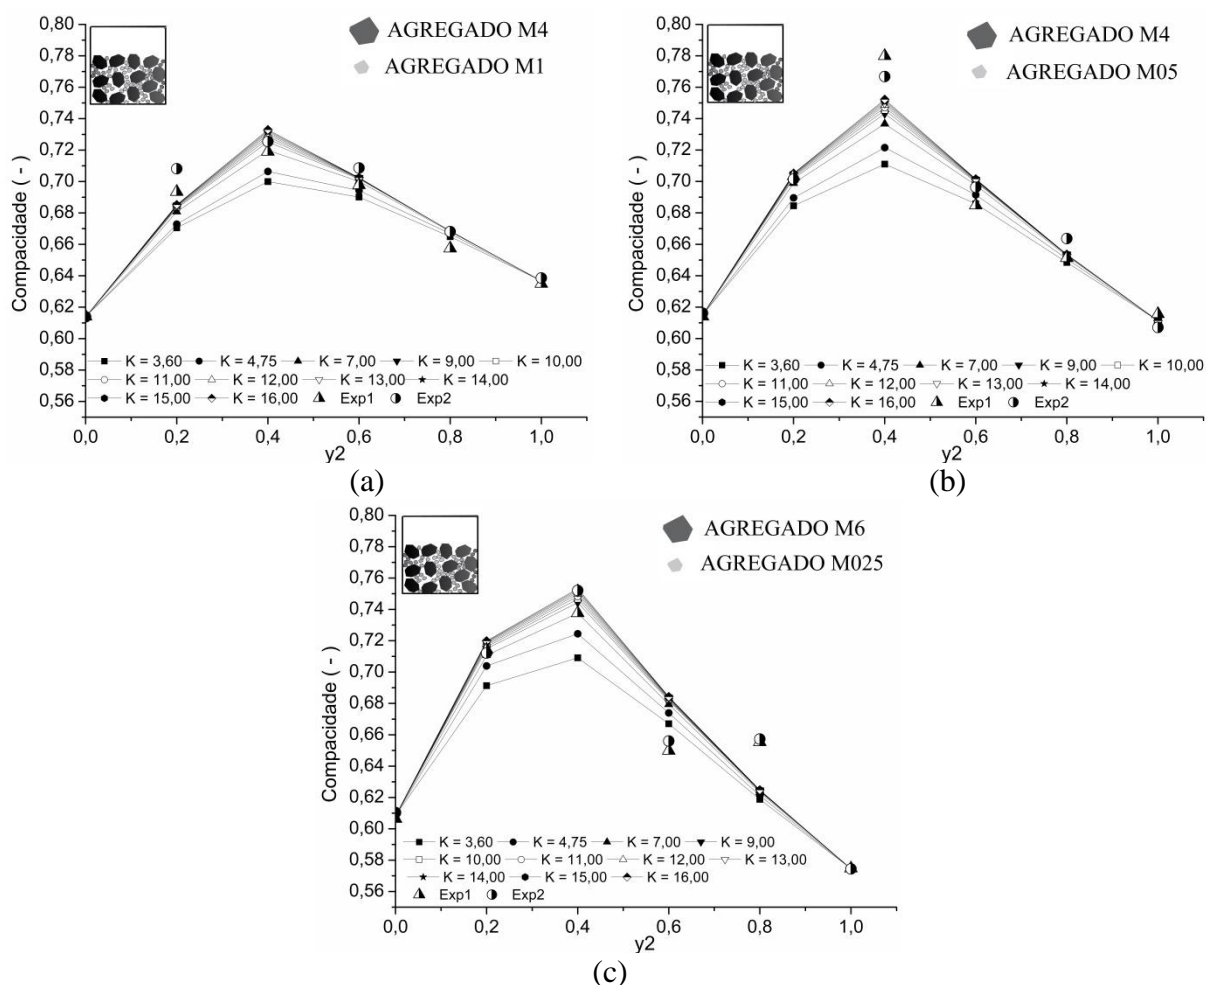 AGREGADO M4
AGREGADO M1
Compacidade ( - )
0,80
0,78
0,76
0,74
0,72
0,70
0,68
0,66
0,64
0,62
0,60
0,58
0,56
K = 3,60 K = 4,75 K = 7,00 K = 9,00 K = 10,00
K = 11,00 K = 12,00 K = 13,00 K = 14,00
K = 15,00 K = 16,00 Exp1 Exp2
0,0 0,2 0,4 0,6 0,8 1,0
y2
(a)
AGREGADO M4
AGREGADO M05
Compacidade ( - )
0,80
0,78
0,76
0,74
0,72
0,70
0,68
0,66
0,64
0,62
0,60
0,58
0,56
K = 3,60 K = 4,75 K = 7,00 K = 9,00 K = 10,00
K = 11,00 K = 12,00 K = 13,00 K = 14,00
K = 15,00 K = 16,00 Exp1 Exp2
0,0 0,2 0,4 0,6 0,8 1,0
y2
(b)
AGREGADO M6
AGREGADO M025
Compacidade ( - )
0,80
0,78
0,76
0,74
0,72
0,70
0,68
0,66
0,64
0,62
0,60
0,58
0,56
K = 3,60 K = 4,75 K = 7,00 K = 9,00
K = 10,00 K = 11,00 K = 12,00 K = 13,00
K = 14,00 K = 15,00 K = 16,00
Exp1 Exp2
0,0 0,2 0,4 0,6 0,8 1,0
y2
(c)